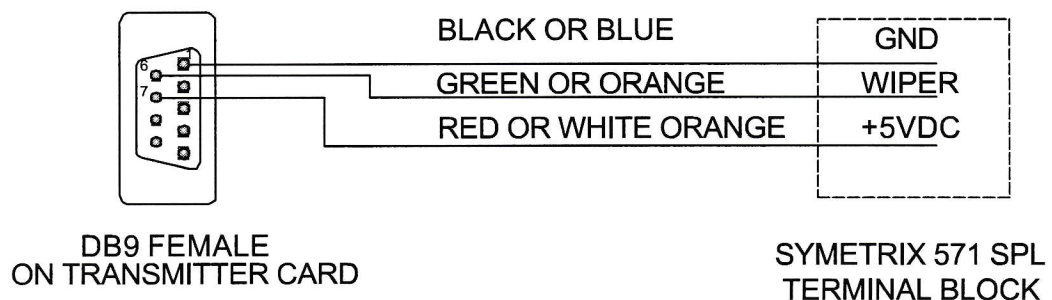 BLACK OR BLUE
GND
1
6
GREEN OR ORANGE
WIPER
7
RED OR WHITE ORANGE
+5VDC
DB9 FEMALE
ON TRANSMITTER CARD
SYMETRIX 571 SPL
TERMINAL BLOCK